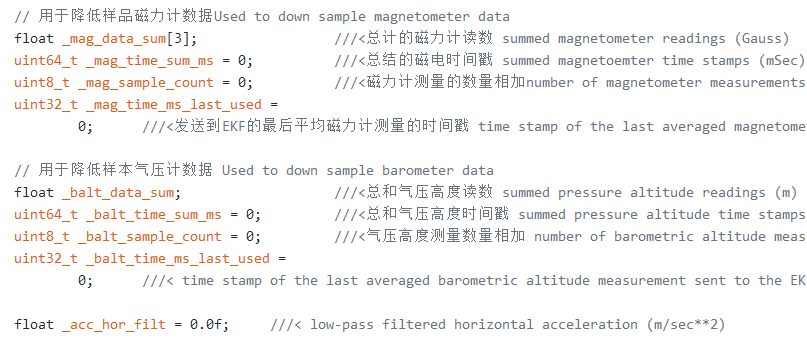 // 用于降低样品磁力计数据Used to down sample magnetometer data
float _mag_data_sum[3]; ///<总计的磁力计读数 summed magnetometer readings (Gauss)
uint64_t _mag_time_sum_ms = 0; ///<总结的磁电时间戳 summed magnetoemter time stamps (mSec)
uint8_t _mag_sample_count = 0; ///<磁力计测量的数量相加number of magnetometer measurements
uint32_t _mag_time_ms_last_used =
0; ///<发送到EKF的最后平均磁力计测量的时间戳 time stamp of the last averaged magnetome
// 用于降低样本气压计数据 Used to down sample barometer data
float _balt_data_sum; ///<总和气压高度读数 summed pressure altitude readings (m)
uint64_t _balt_time_sum_ms = 0; ///<总和气压高度时间戳 summed pressure altitude time stamps
uint8_t _balt_sample_count = 0; ///<气压高度测量数量相加 number of barometric altitude meas
uint32_t _balt_time_ms_last_used =
0; ///< time stamp of the last averaged barometric altitude measurement sent to the EK
float _acc_hor_filt = 0.0f; ///< low-pass filtered horizontal acceleration (m/sec**2)